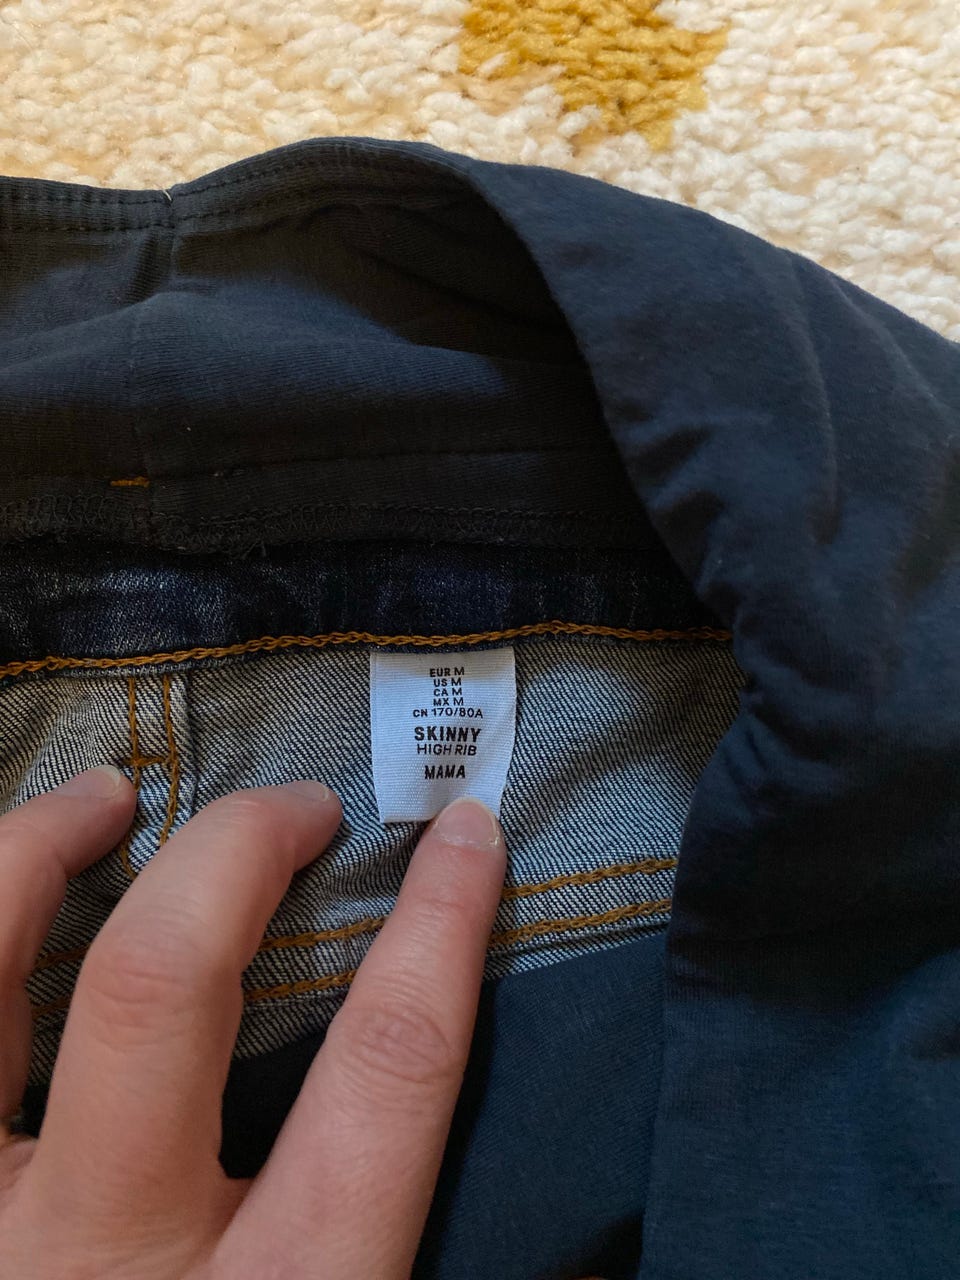 EUR M
US M
CA M
MX M
CN 170/80A
SKINNY
HIGH RIB
MAMA